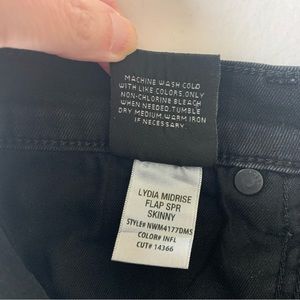 MACHINE WASH COLD
WITH LIKE COLORS.ONLY
NON-CHLORINE BLEACH
WHEN NEEDED.TUMBLE
DRY MEDIUM.WARM IRON
IF NECESSARY.
LYDIA MIDRISE
FLAP SPR
SKINNY
STYLE# NWM4177DMS
COLOR# INFL
CUT# 14366